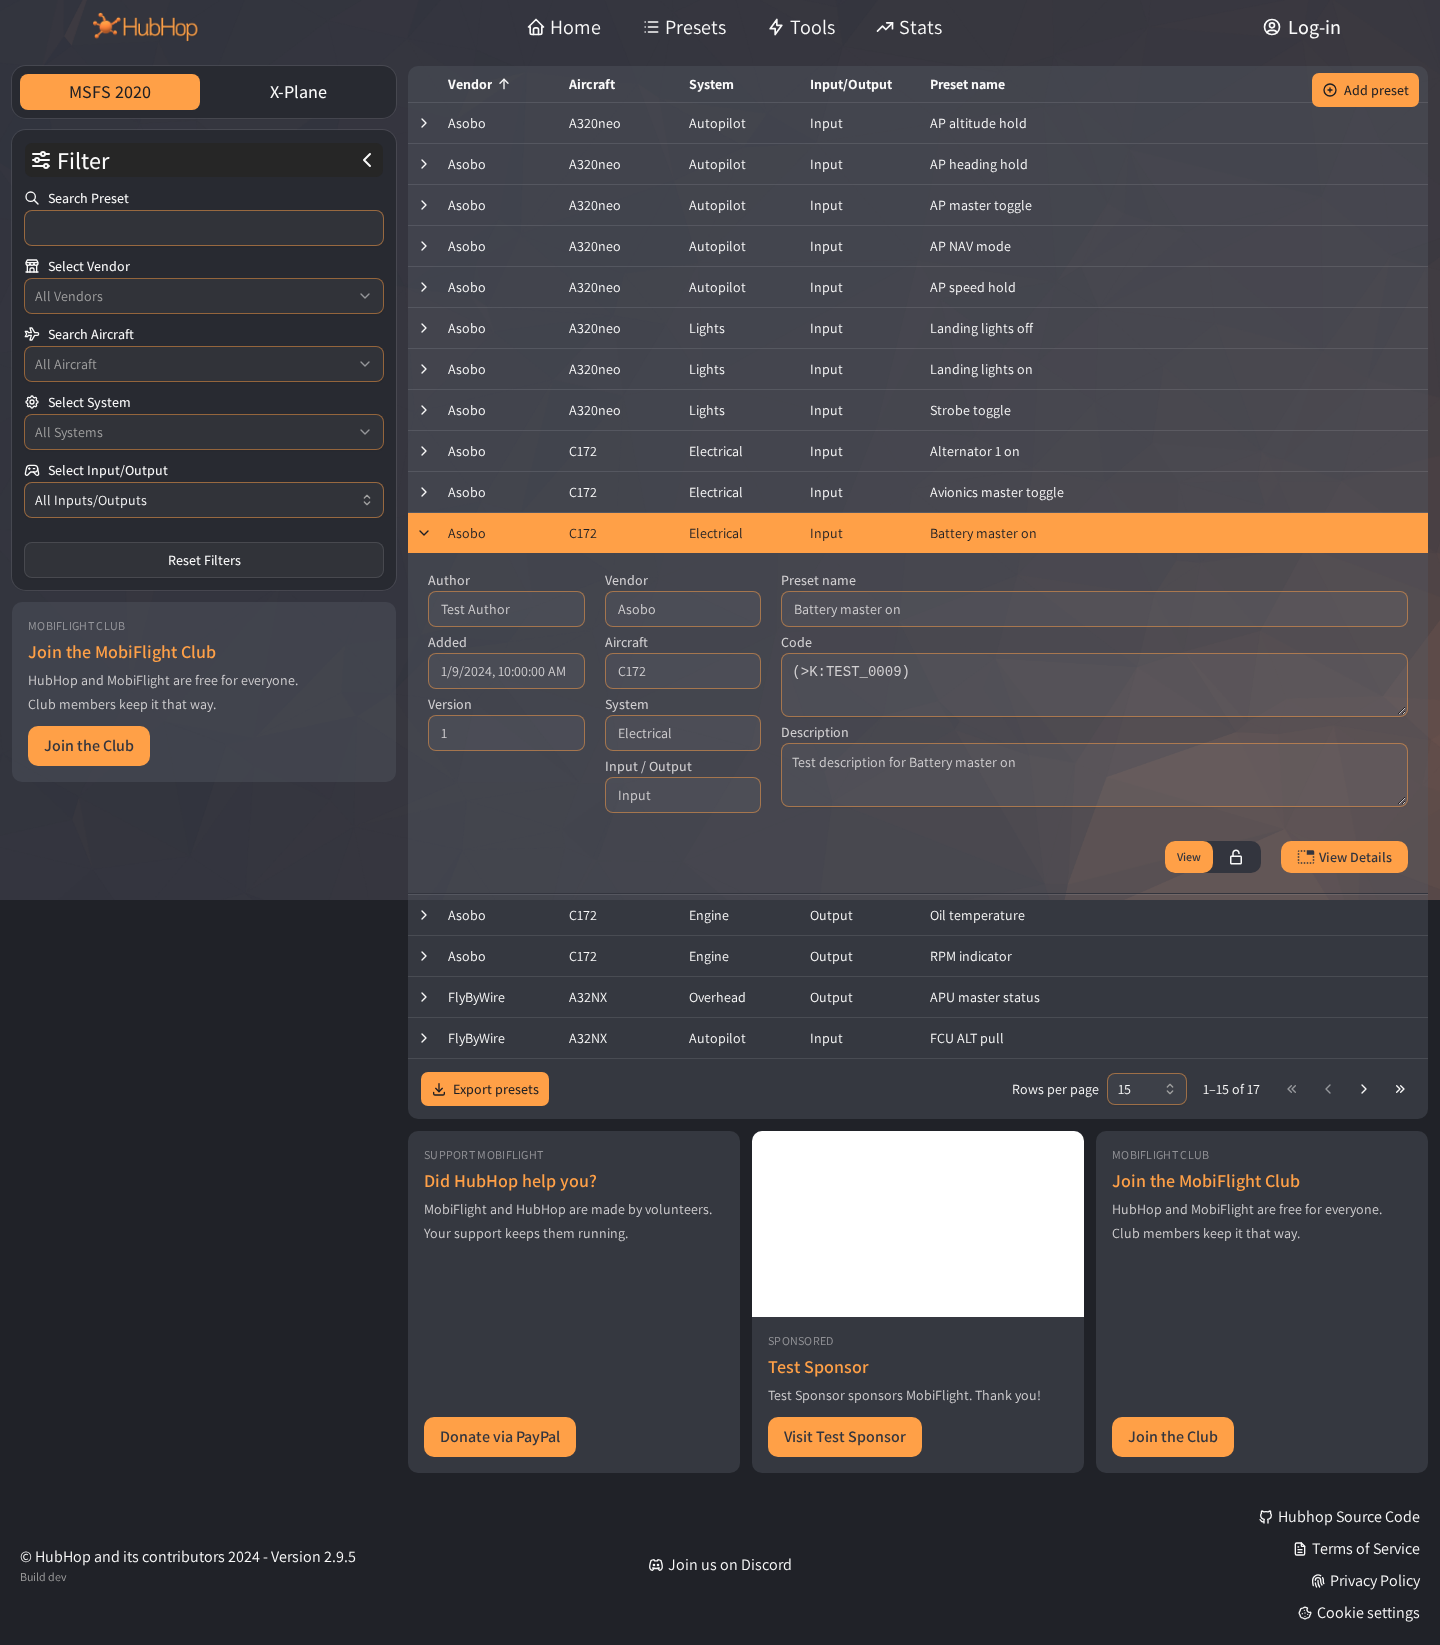 HubHop
Home
Presets
Tools
Stats
Log-in
MSFS 2020
X-Plane
Filter
Search Preset
Select Vendor
All Vendors
Search Aircraft
All Aircraft
Select System
All Systems
Select Input/Output
All Inputs/Outputs
Reset Filters
MOBIFLIGHT CLUB
Join the MobiFlight Club
HubHop and MobiFlight are free for everyone.
Club members keep it that way.
Join the Club
Vendor Aircraft System Input/Output Preset name
Add preset
Asobo A320neo Autopilot Input AP altitude hold
Asobo A320neo Autopilot Input AP heading hold
Asobo A320neo Autopilot Input AP master toggle
Asobo A320neo Autopilot Input AP NAV mode
Asobo A320neo Autopilot Input AP speed hold
Asobo A320neo Lights Input Landing lights off
Asobo A320neo Lights Input Landing lights on
Asobo A320neo Lights Input Strobe toggle
Asobo C172 Electrical Input Alternator 1 on
Asobo C172 Electrical Input Avionics master toggle
Asobo C172 Electrical Input Battery master on
Author
Test Author
Added
1/9/2024, 10:00:00 AM
Version
1
Vendor
Asobo
Aircraft
C172
System
Electrical
Input / Output
Input
Preset name
Battery master on
Code
(>K:TEST_0009)
Description
Test description for Battery master on
View
View Details
Asobo C172 Engine Output Oil temperature
Asobo C172 Engine Output RPM indicator
FlyByWire A32NX Overhead Output APU master status
FlyByWire A32NX Autopilot Input FCU ALT pull
Export presets
Rows per page 15 1–15 of 17
SUPPORT MOBIFLIGHT
Did HubHop help you?
MobiFlight and HubHop are made by volunteers.
Your support keeps them running.
Donate via PayPal
SPONSORED
Test Sponsor
Test Sponsor sponsors MobiFlight. Thank you!
Visit Test Sponsor
MOBIFLIGHT CLUB
Join the MobiFlight Club
HubHop and MobiFlight are free for everyone.
Club members keep it that way.
Join the Club
© HubHop and its contributors 2024 - Version 2.9.5
Build dev
Join us on Discord
Hubhop Source Code
Terms of Service
Privacy Policy
Cookie settings